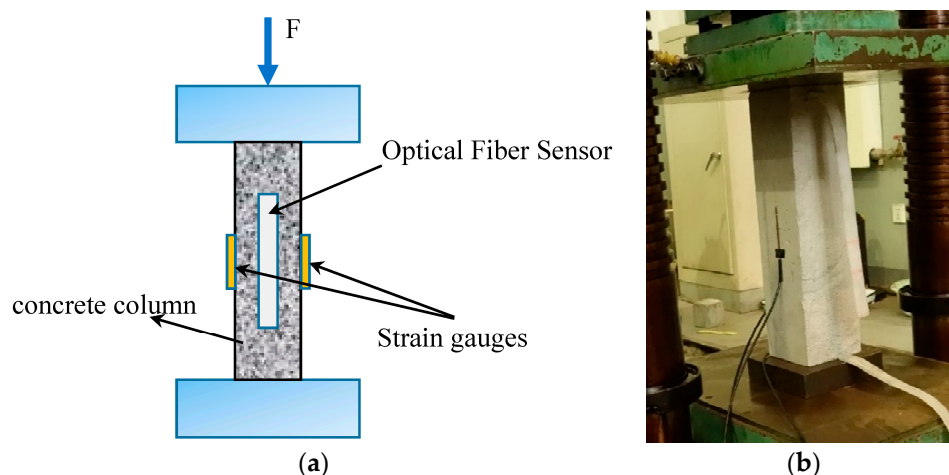 F
Optical Fiber Sensor
concrete column
Strain gauges
(a)
(b)